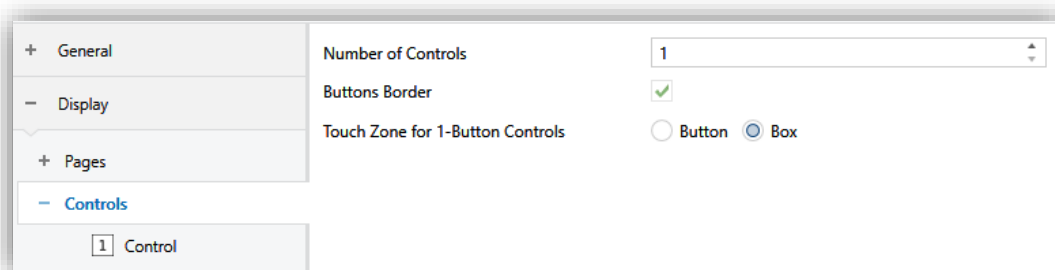 General
Display
Pages
Controls
1 Control
Number of Controls 1
Buttons Border
Touch Zone for 1-Button Controls Button Box